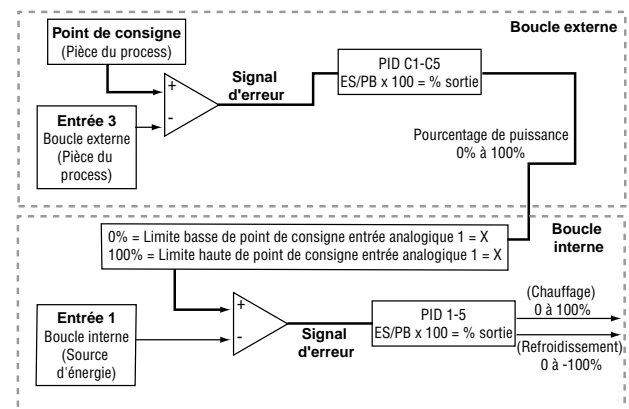 Boucle externe
Point de consigne
(Pièce du process)
+
-
Signal
d'erreur
PID C1-C5
ES/PB x 100 = % sortie
Entrée 3
Boucle externe
(Pièce du
process)
Pourcentage de puissance
0% à 100%
Boucle
interne
0% = Limite basse de point de consigne entrée analogique 1 = X
100% = Limite haute de point de consigne entrée analogique 1 = X
+
-
Signal
d'erreur
Entrée 1
Boucle interne
(Source
d'énergie)
PID 1-5
ES/PB x 100 = % sortie
(Chauffage)
0 à 100%
(Refroidissement)
0 à -100%